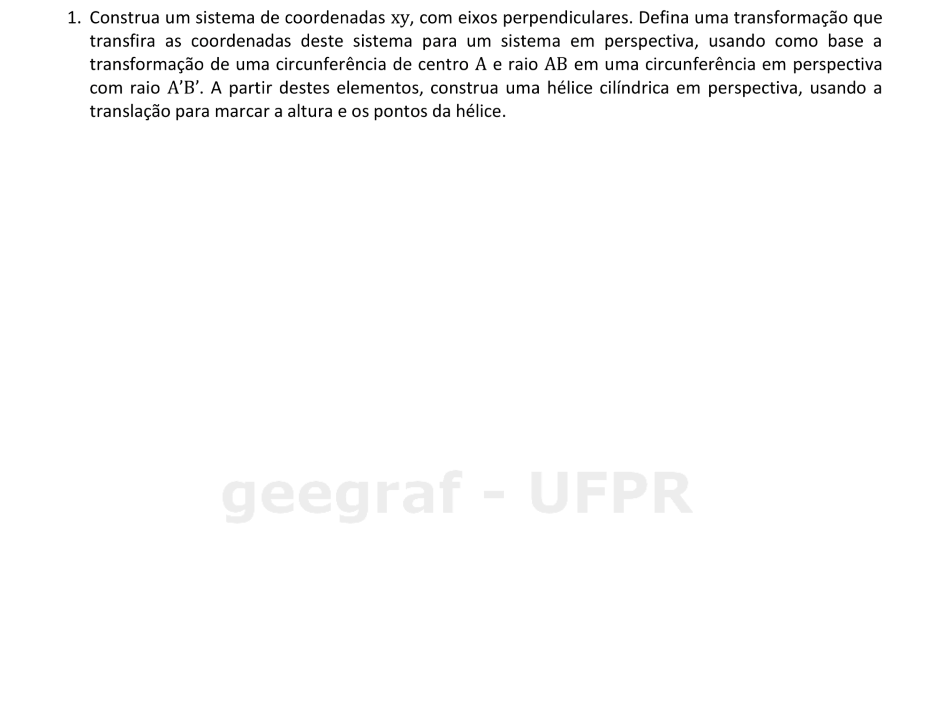 1. Construa um sistema de coordenadas xy, com eixos perpendiculares. Defina uma transformação que
transfira as coordenadas deste sistema para um sistema em perspectiva, usando como base a
transformação de uma circunferência de centro A e raio AB em uma circunferência em perspectiva
com raio A’B’. A partir destes elementos, construa uma hélice cilíndrica em perspectiva, usando a
translação para marcar a altura e os pontos da hélice.
geegraf - UFPR